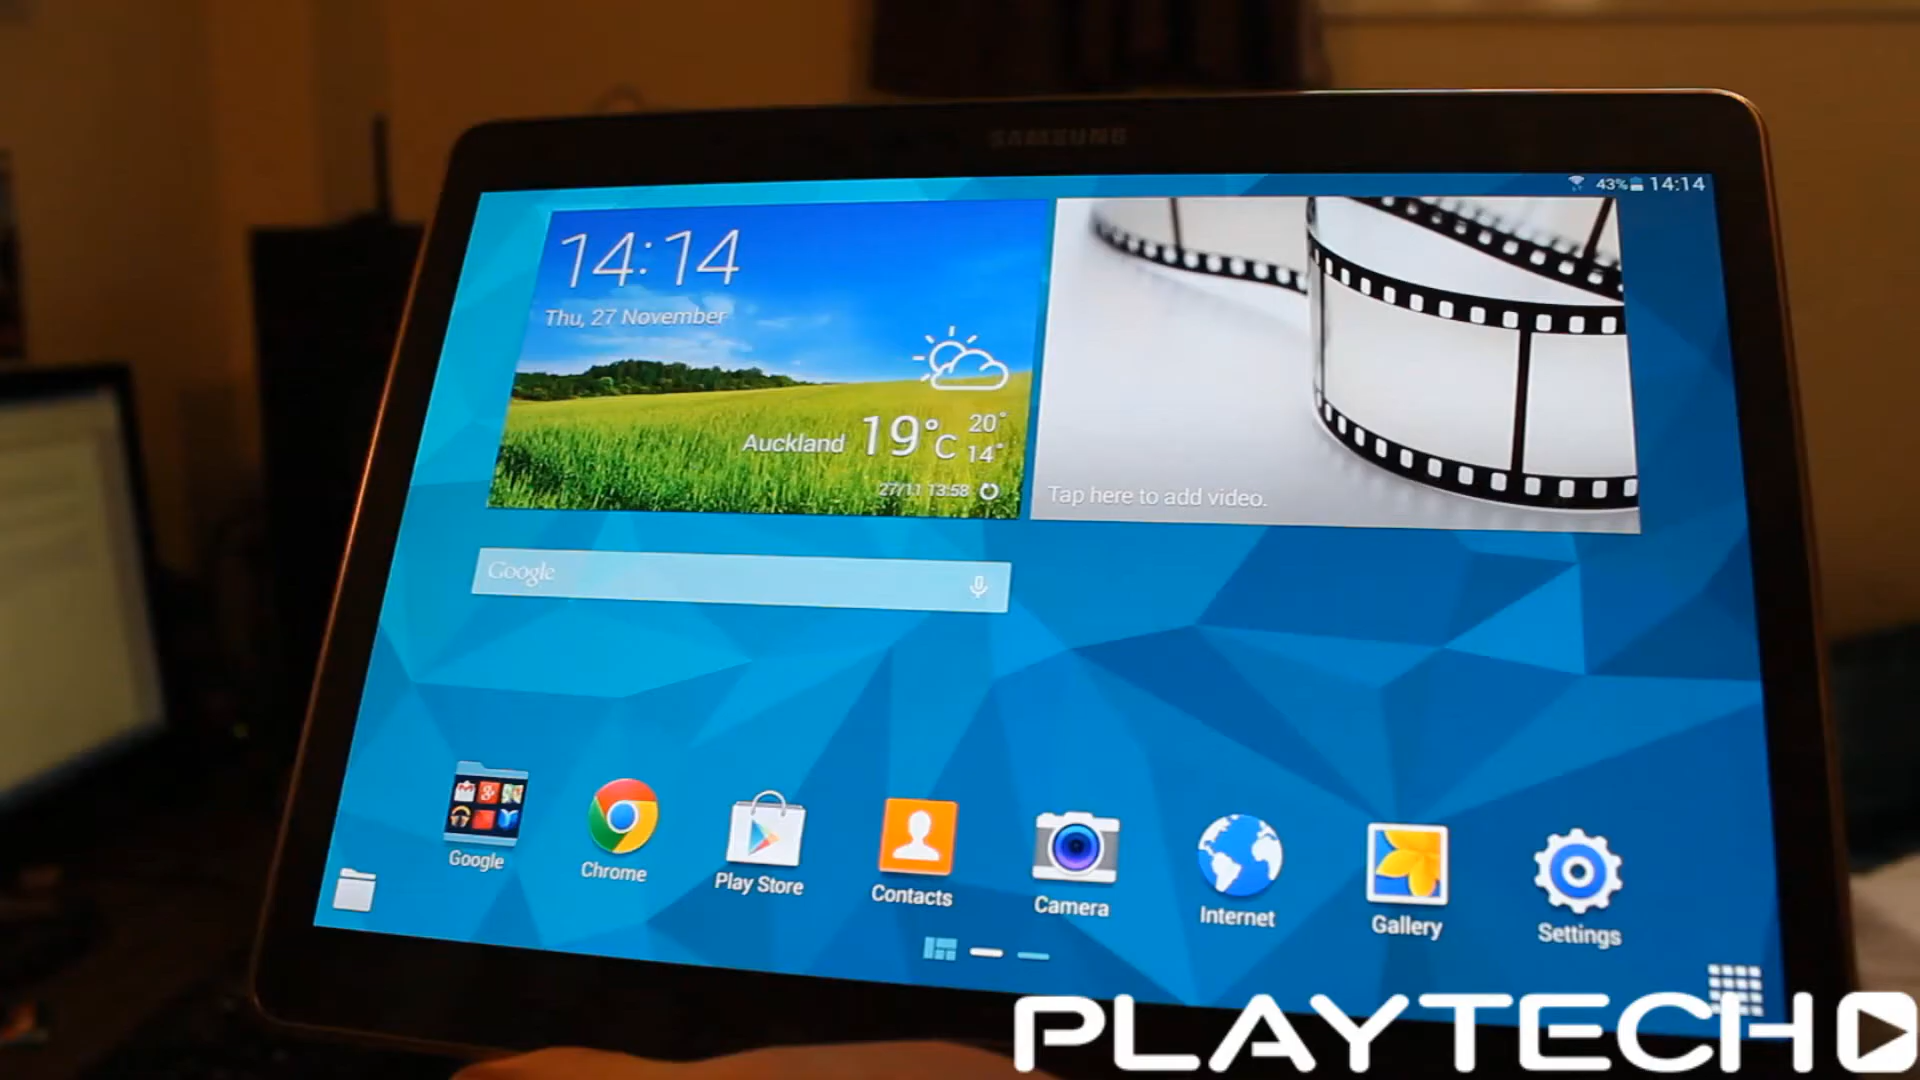 SAMSUNG
43% 14:14
14:14
Thu, 27 November
Auckland 19°C 20° 14°
27/11 13:58
Tap here to add video.
Google
Google
Chrome
Play Store
Contacts
Camera
Internet
Gallery
Settings
PLAYTECH